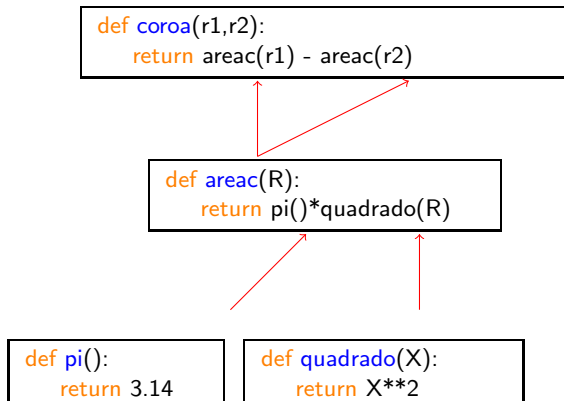 def coroa(r1,r2):
return areac(r1) - areac(r2)
def areac(R):
return pi()*quadrado(R)
def pi():
return 3.14
def quadrado(X):
return X**2